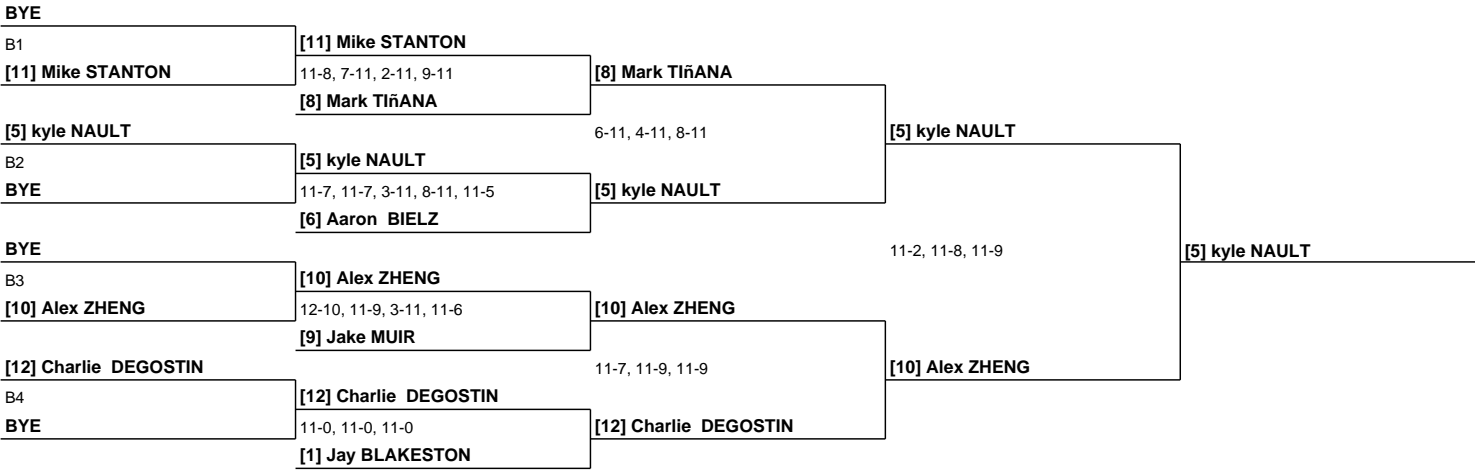 BYE
B1
[11] Mike STANTON
[11] Mike STANTON
11-8, 7-11, 2-11, 9-11
[8] Mark TIñANA
[8] Mark TIñANA
[5] kyle NAULT
B2
BYE
[5] kyle NAULT
11-7, 11-7, 3-11, 8-11, 11-5
[6] Aaron BIELZ
[5] kyle NAULT
6-11, 4-11, 8-11
[5] kyle NAULT
BYE
B3
[10] Alex ZHENG
[10] Alex ZHENG
12-10, 11-9, 3-11, 11-6
[9] Jake MUIR
[10] Alex ZHENG
[12] Charlie DEGOSTIN
B4
BYE
[12] Charlie DEGOSTIN
11-0, 11-0, 11-0
[1] Jay BLAKESTON
[12] Charlie DEGOSTIN
11-7, 11-9, 11-9
[10] Alex ZHENG
11-2, 11-8, 11-9
[5] kyle NAULT